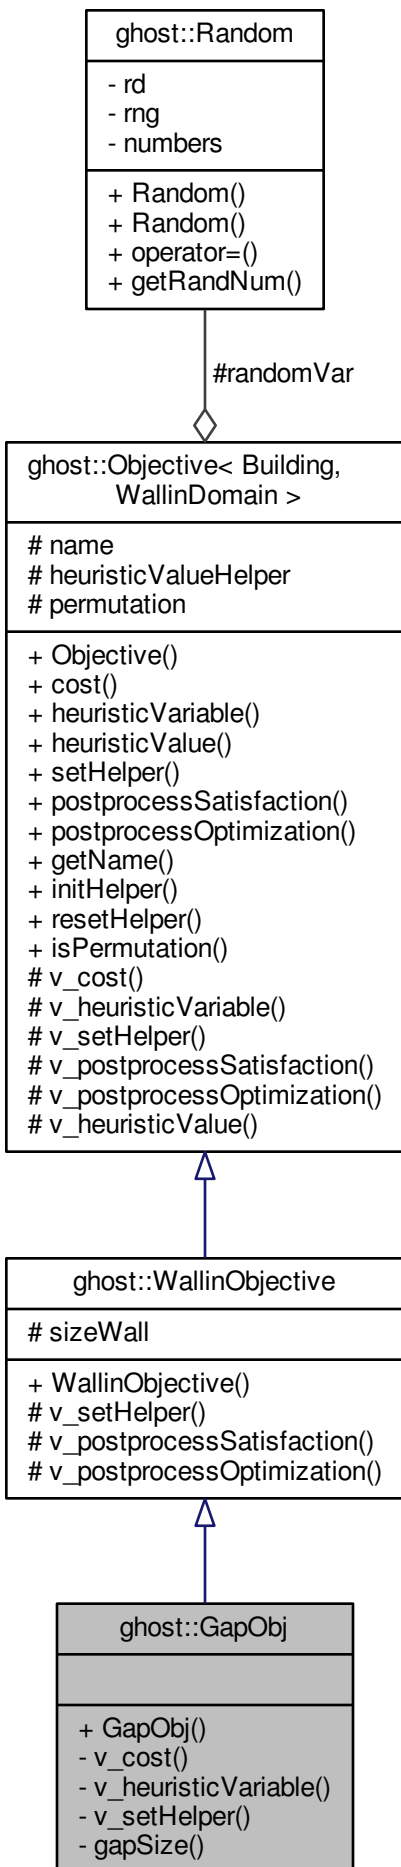 ghost::Random
- rd
- rng
- numbers
+ Random()
+ Random()
+ operator=()
+ getRandNum()
#randomVar
ghost::Objective< Building,
WallinDomain >
# name
# heuristicValueHelper
# permutation
+ Objective()
+ cost()
+ heuristicVariable()
+ heuristicValue()
+ setHelper()
+ postprocessSatisfaction()
+ postprocessOptimization()
+ getName()
+ initHelper()
+ resetHelper()
+ isPermutation()
# v_cost()
# v_heuristicVariable()
# v_setHelper()
# v_postprocessSatisfaction()
# v_postprocessOptimization()
# v_heuristicValue()
ghost::WallinObjective
# sizeWall
+ WallinObjective()
# v_setHelper()
# v_postprocessSatisfaction()
# v_postprocessOptimization()
ghost::GapObj
+ GapObj()
- v_cost()
- v_heuristicVariable()
- v_setHelper()
- gapSize()